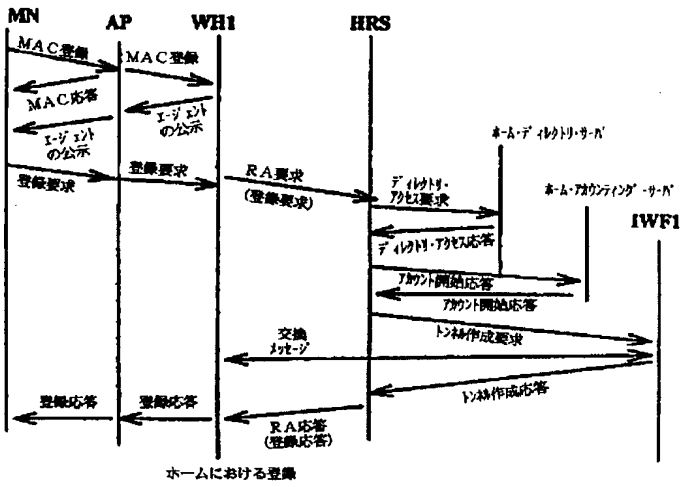 MN
AP
WH1
HRS
MAC登録
MAC登録
MAC応答
エージェント
の公示
エージェント
の公示
ホーム・ディレクトリ・サーバ
登録要求
登録要求
RA要求
(登録要求)
ディレクトリ・
アクセス要求
ホーム・アカウンティング・サーバ
ディレクトリ・アクセス応答
IWF1
アカウント開始応答
アカウント開始応答
トンネル作成要求
交換
メッセージ
トンネル作成応答
登録応答
登録応答
RA応答
(登録応答)
ホームにおける登録